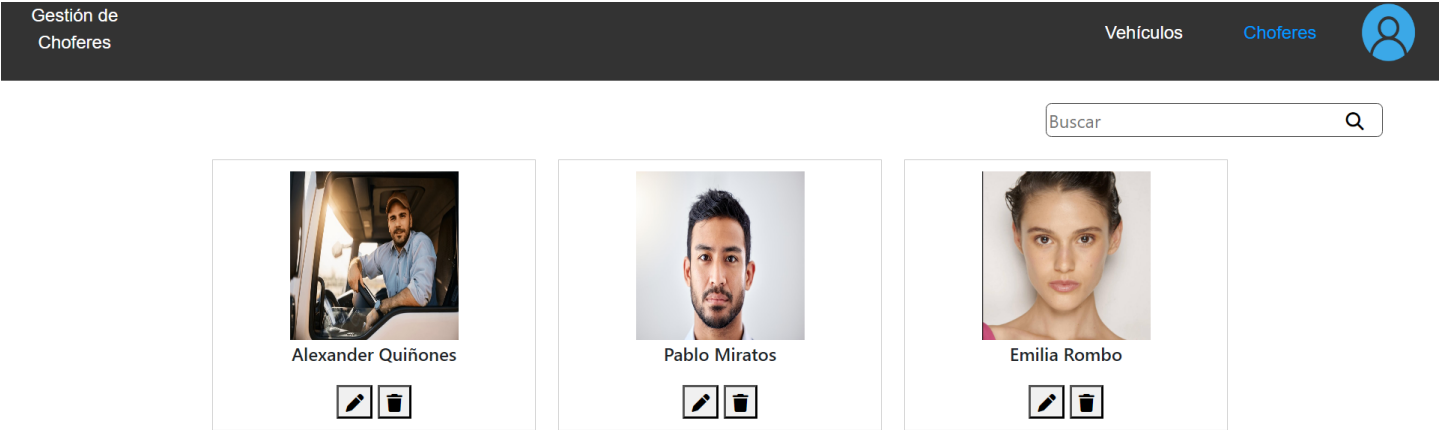 Gestión de
Choferes
Vehículos
Choferes
Buscar
Alexander Quiñones
Pablo Miratos
Emilia Rombo